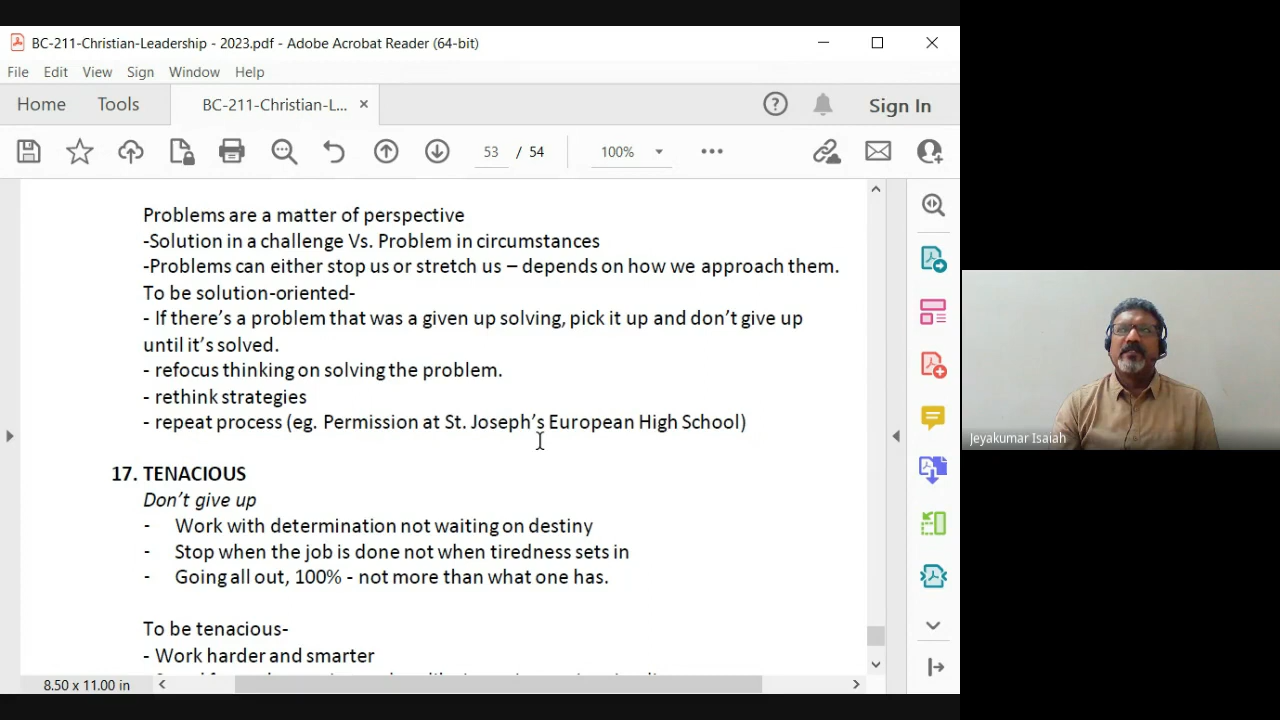 BC-211-Christian-Leadership - 2023.pdf - Adobe Acrobat Reader (64-bit)
File Edit View Sign Window Help
Home Tools BC-211-Christian-L... × Sign In
53 / 54 100%
Problems are a matter of perspective
-Solution in a challenge Vs. Problem in circumstances
-Problems can either stop us or stretch us – depends on how we approach them.
To be solution-oriented-
- If there's a problem that was a given up solving, pick it up and don't give up
until it's solved.
- refocus thinking on solving the problem.
- rethink strategies
- repeat process (eg. Permission at St. Joseph's European High School)
17. TENACIOUS
Don't give up
- Work with determination not waiting on destiny
- Stop when the job is done not when tiredness sets in
- Going all out, 100% - not more than what one has.
To be tenacious-
- Work harder and smarter
8.50 x 11.00 in
Jeyakumar Isaiah